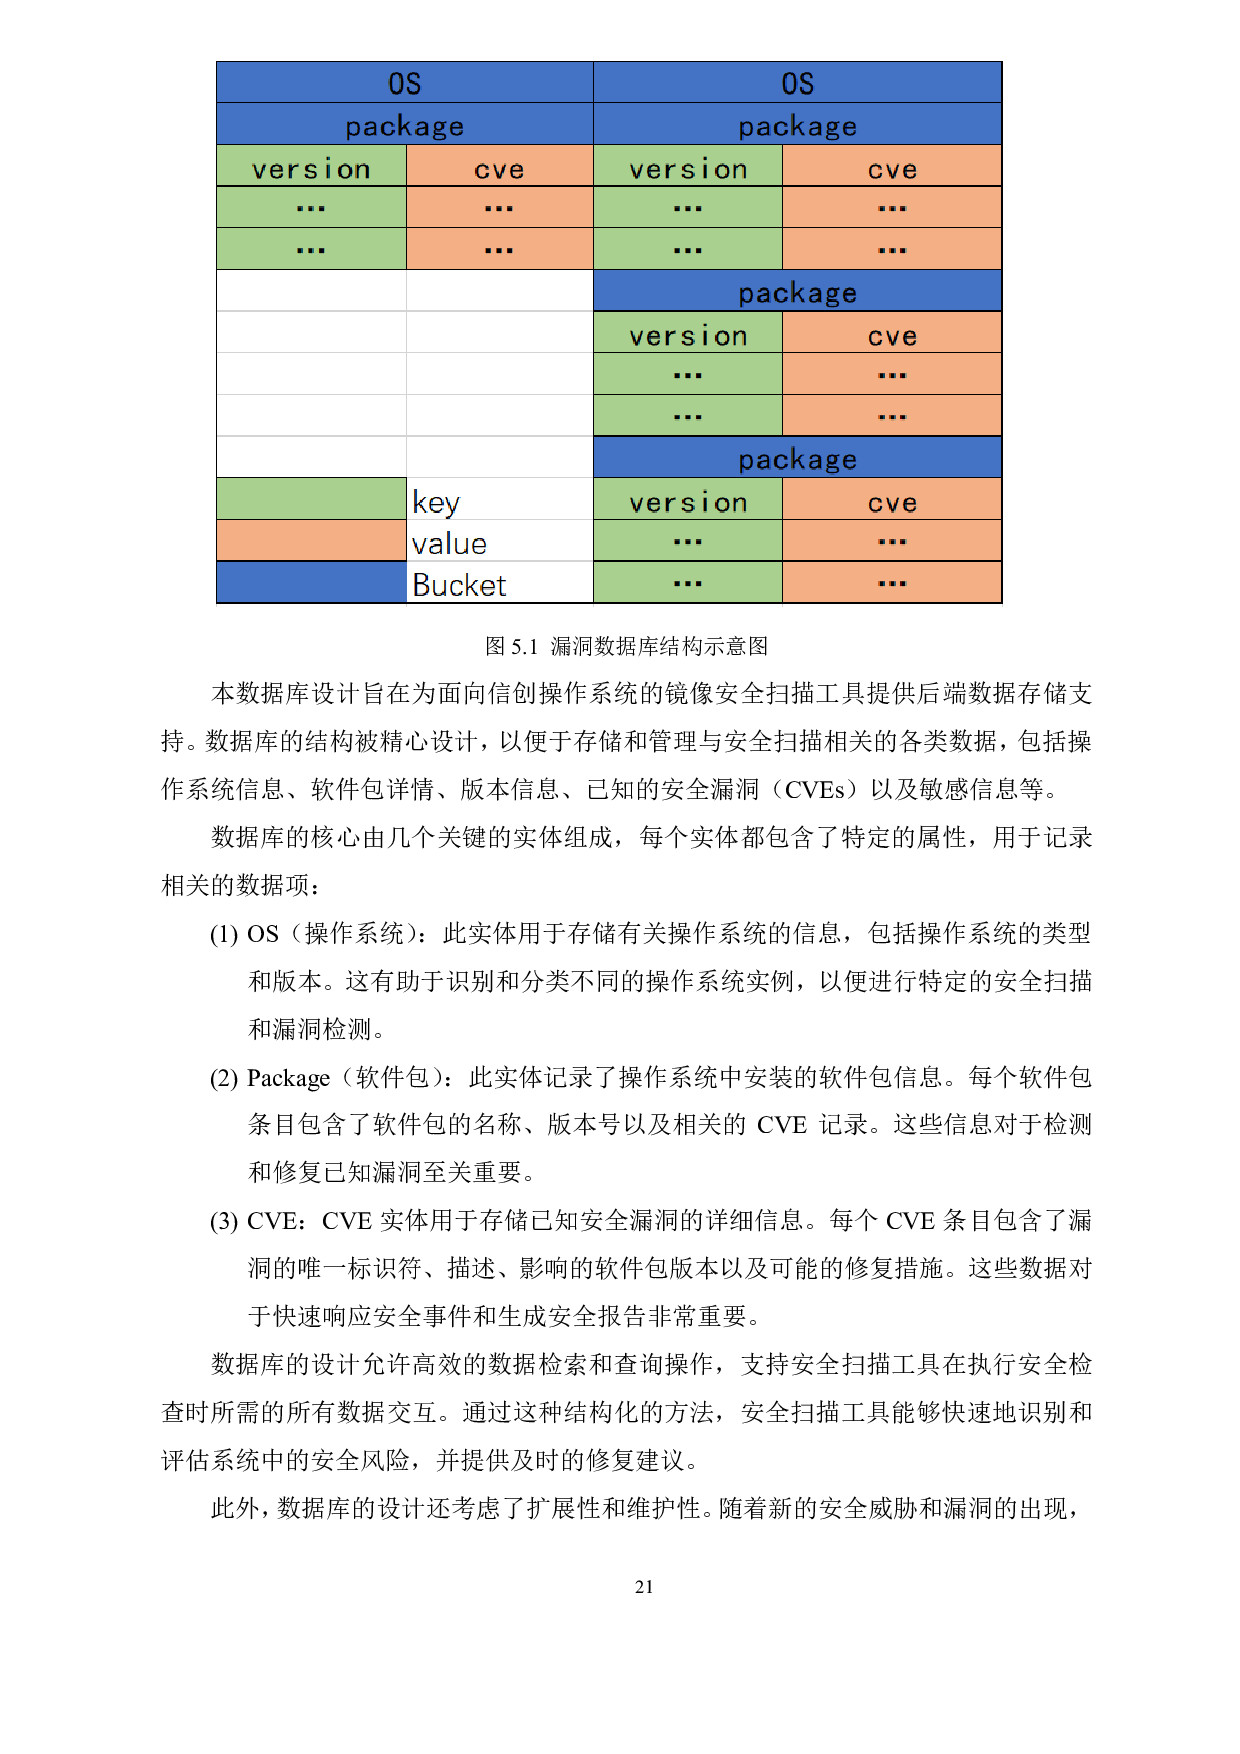 OS OS
package package
version cve version cve
... ... ... ...
... ... ... ...
package
version cve
... ...
... ...
package
key version cve
value ... ...
Bucket ... ...
图 5.1 漏洞数据库结构示意图
本数据库设计旨在为面向信创操作系统的镜像安全扫描工具提供后端数据存储支
持。数据库的结构被精心设计，以便于存储和管理与安全扫描相关的各类数据，包括操
作系统信息、软件包详情、版本信息、已知的安全漏洞（CVEs）以及敏感信息等。
数据库的核心由几个关键的实体组成，每个实体都包含了特定的属性，用于记录
相关的数据项：
(1) OS（操作系统）：此实体用于存储有关操作系统的信息，包括操作系统的类型
和版本。这有助于识别和分类不同的操作系统实例，以便进行特定的安全扫描
和漏洞检测。
(2) Package（软件包）：此实体记录了操作系统中安装的软件包信息。每个软件包
条目包含了软件包的名称、版本号以及相关的 CVE 记录。这些信息对于检测
和修复已知漏洞至关重要。
(3) CVE：CVE 实体用于存储已知安全漏洞的详细信息。每个 CVE 条目包含了漏
洞的唯一标识符、描述、影响的软件包版本以及可能的修复措施。这些数据对
于快速响应安全事件和生成安全报告非常重要。
数据库的设计允许高效的数据检索和查询操作，支持安全扫描工具在执行安全检
查时所需的所有数据交互。通过这种结构化的方法，安全扫描工具能够快速地识别和
评估系统中的安全风险，并提供及时的修复建议。
此外，数据库的设计还考虑了扩展性和维护性。随着新的安全威胁和漏洞的出现，
21